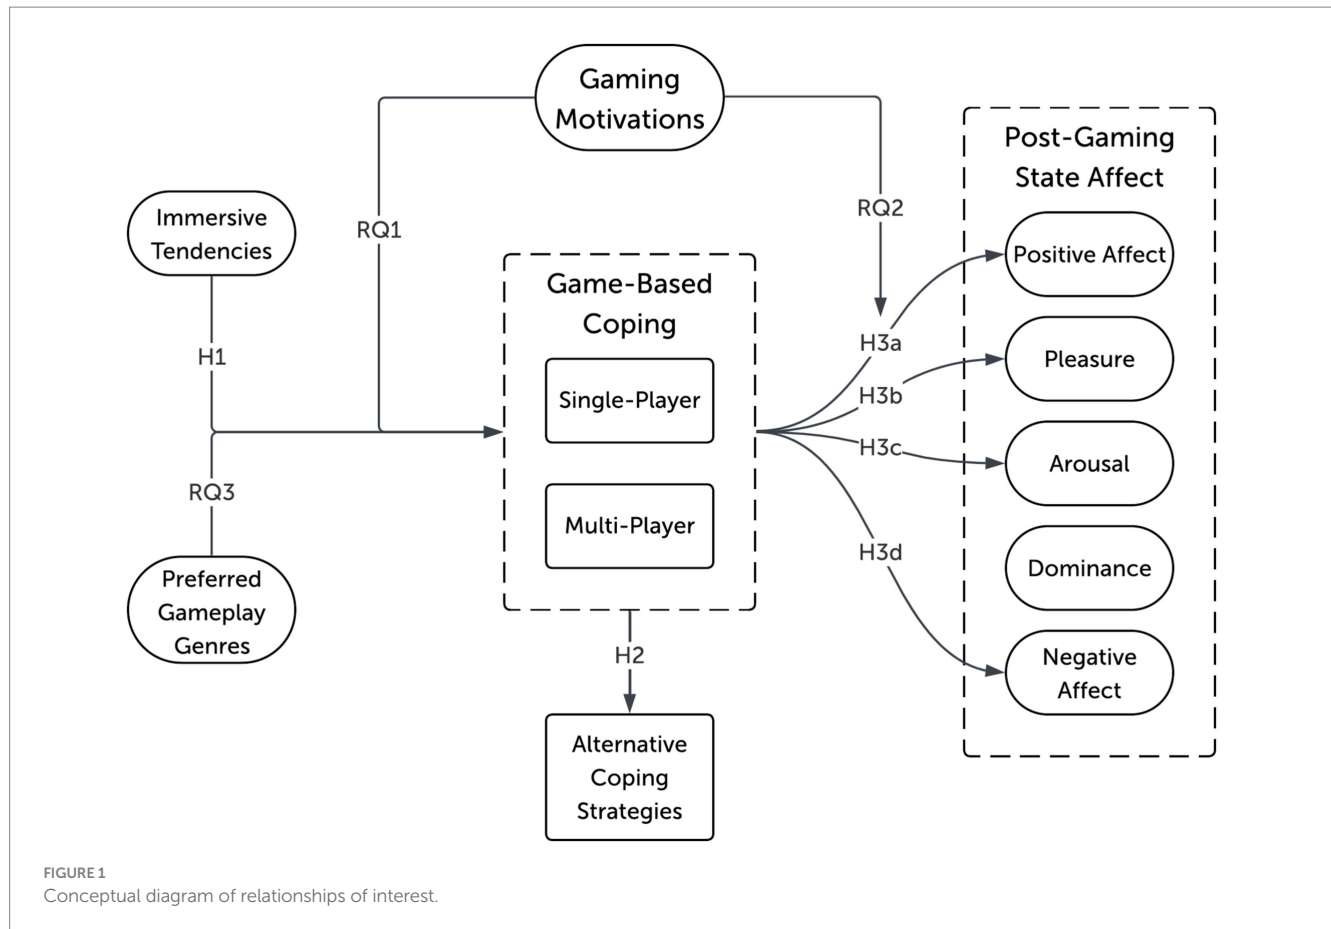 Gaming
Motivations
Post-Gaming
State Affect
Immersive
Tendencies
RQ1
RQ2
Positive Affect
Game-Based
Coping
H3a
H1
Pleasure
Single-Player
H3b
H3c
Arousal
RQ3
Multi-Player
H3d
Dominance
Preferred
Gameplay
Genres
H2
Negative
Affect
Alternative
Coping
Strategies
FIGURE 1
Conceptual diagram of relationships of interest.